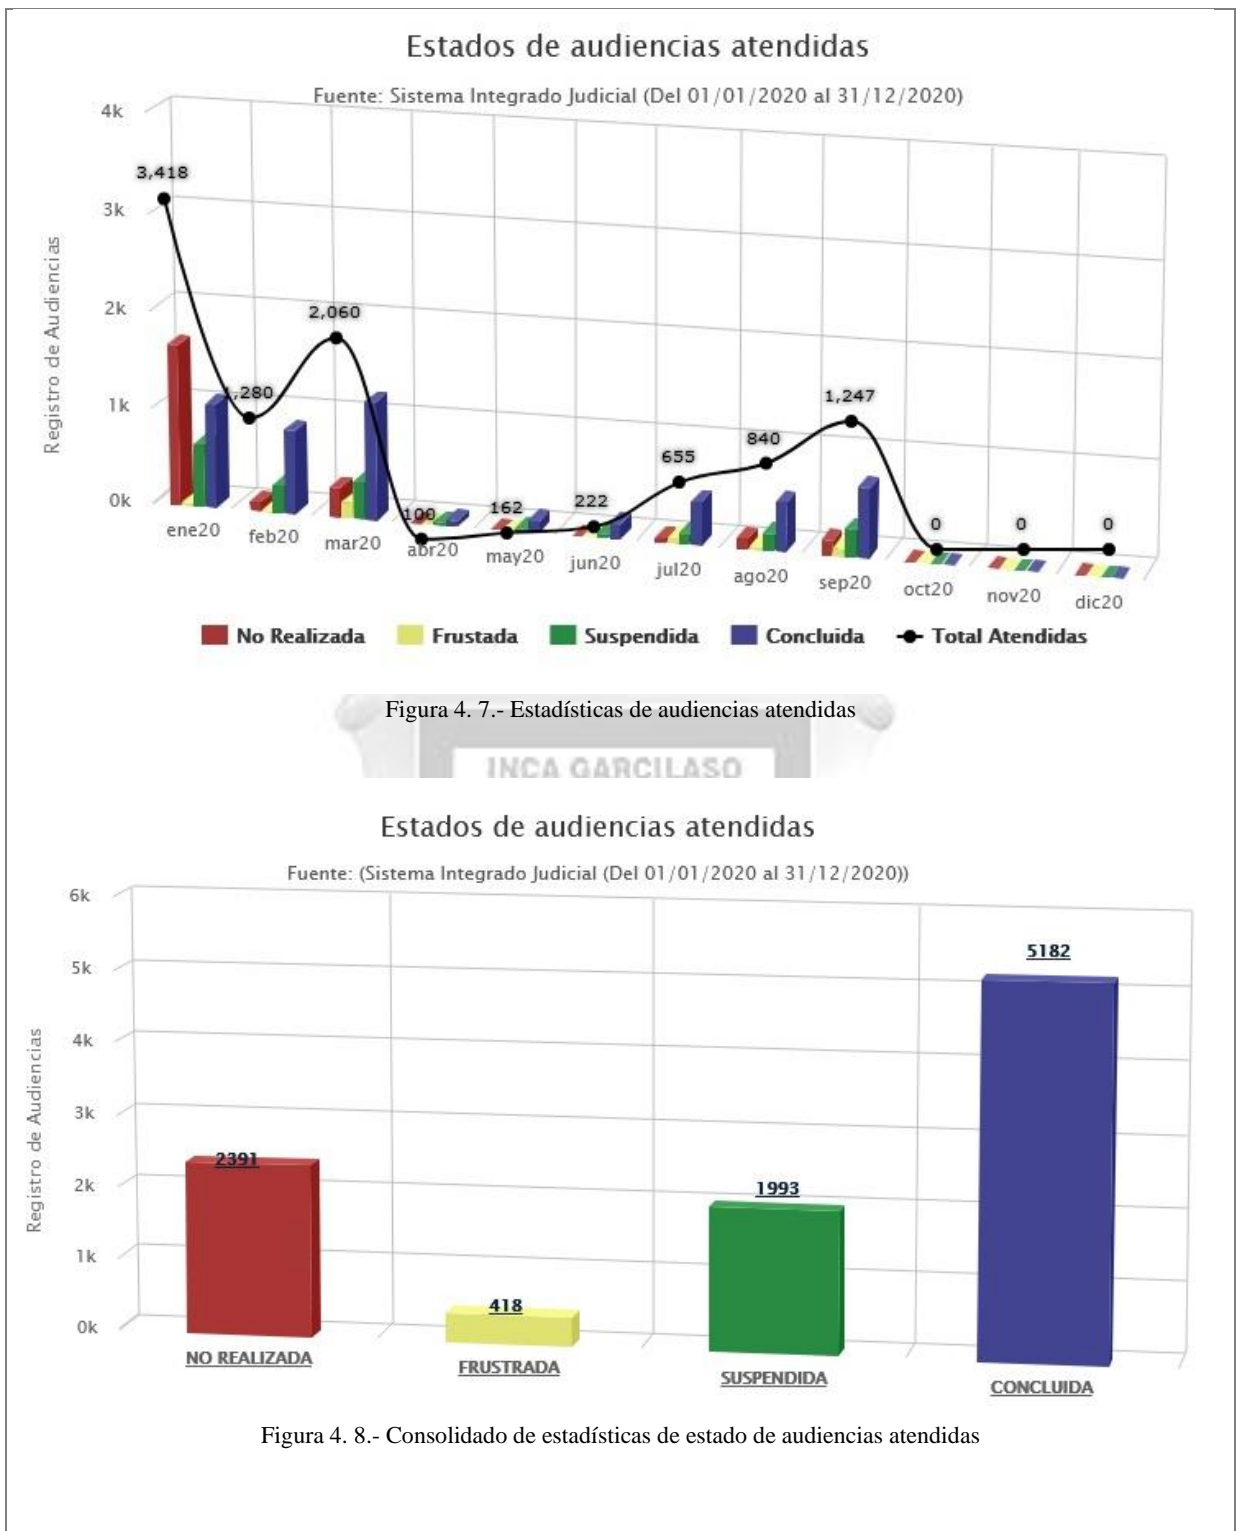 Estados de audiencias atendidas
Fuente: Sistema Integrado Judicial (Del 01/01/2020 al 31/12/2020)
Registro de Audiencias
4k
3k
2k
1k
0k
3,418
1,280
2,060
100
162
222
655
840
1,247
0
0
0
ene20
feb20
mar20
abr20
may20
jun20
jul20
ago20
sep20
oct20
nov20
dic20
No Realizada Frustada Suspendida Concluida Total Atendidas
Figura 4. 7.- Estadísticas de audiencias atendidas
INCA GARCILASO
Estados de audiencias atendidas
Fuente: (Sistema Integrado Judicial (Del 01/01/2020 al 31/12/2020))
Registro de Audiencias
6k
5k
4k
3k
2k
1k
0k
2391
418
1993
5182
NO REALIZADA
FRUSTRADA
SUSPENDIDA
CONCLUIDA
Figura 4. 8.- Consolidado de estadísticas de estado de audiencias atendidas